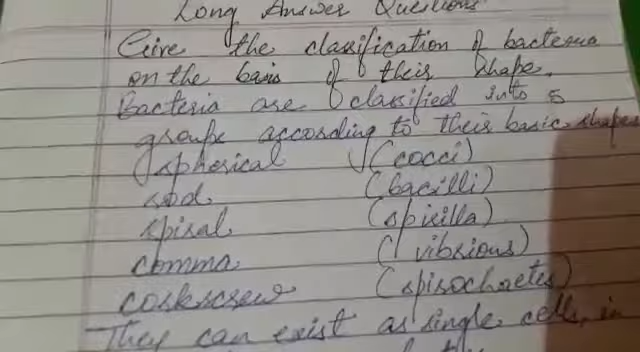 Long Answer Questions
Give the classification of bacteria
on the basis of their shape.
Bacteria are classified into 5
groups according to their basic shapes
spherical (cocci)
rod (bacilli)
spiral (spirilla)
comma (vibrious)
corkscrew (spirochaetes)
They can exist as single cells, in